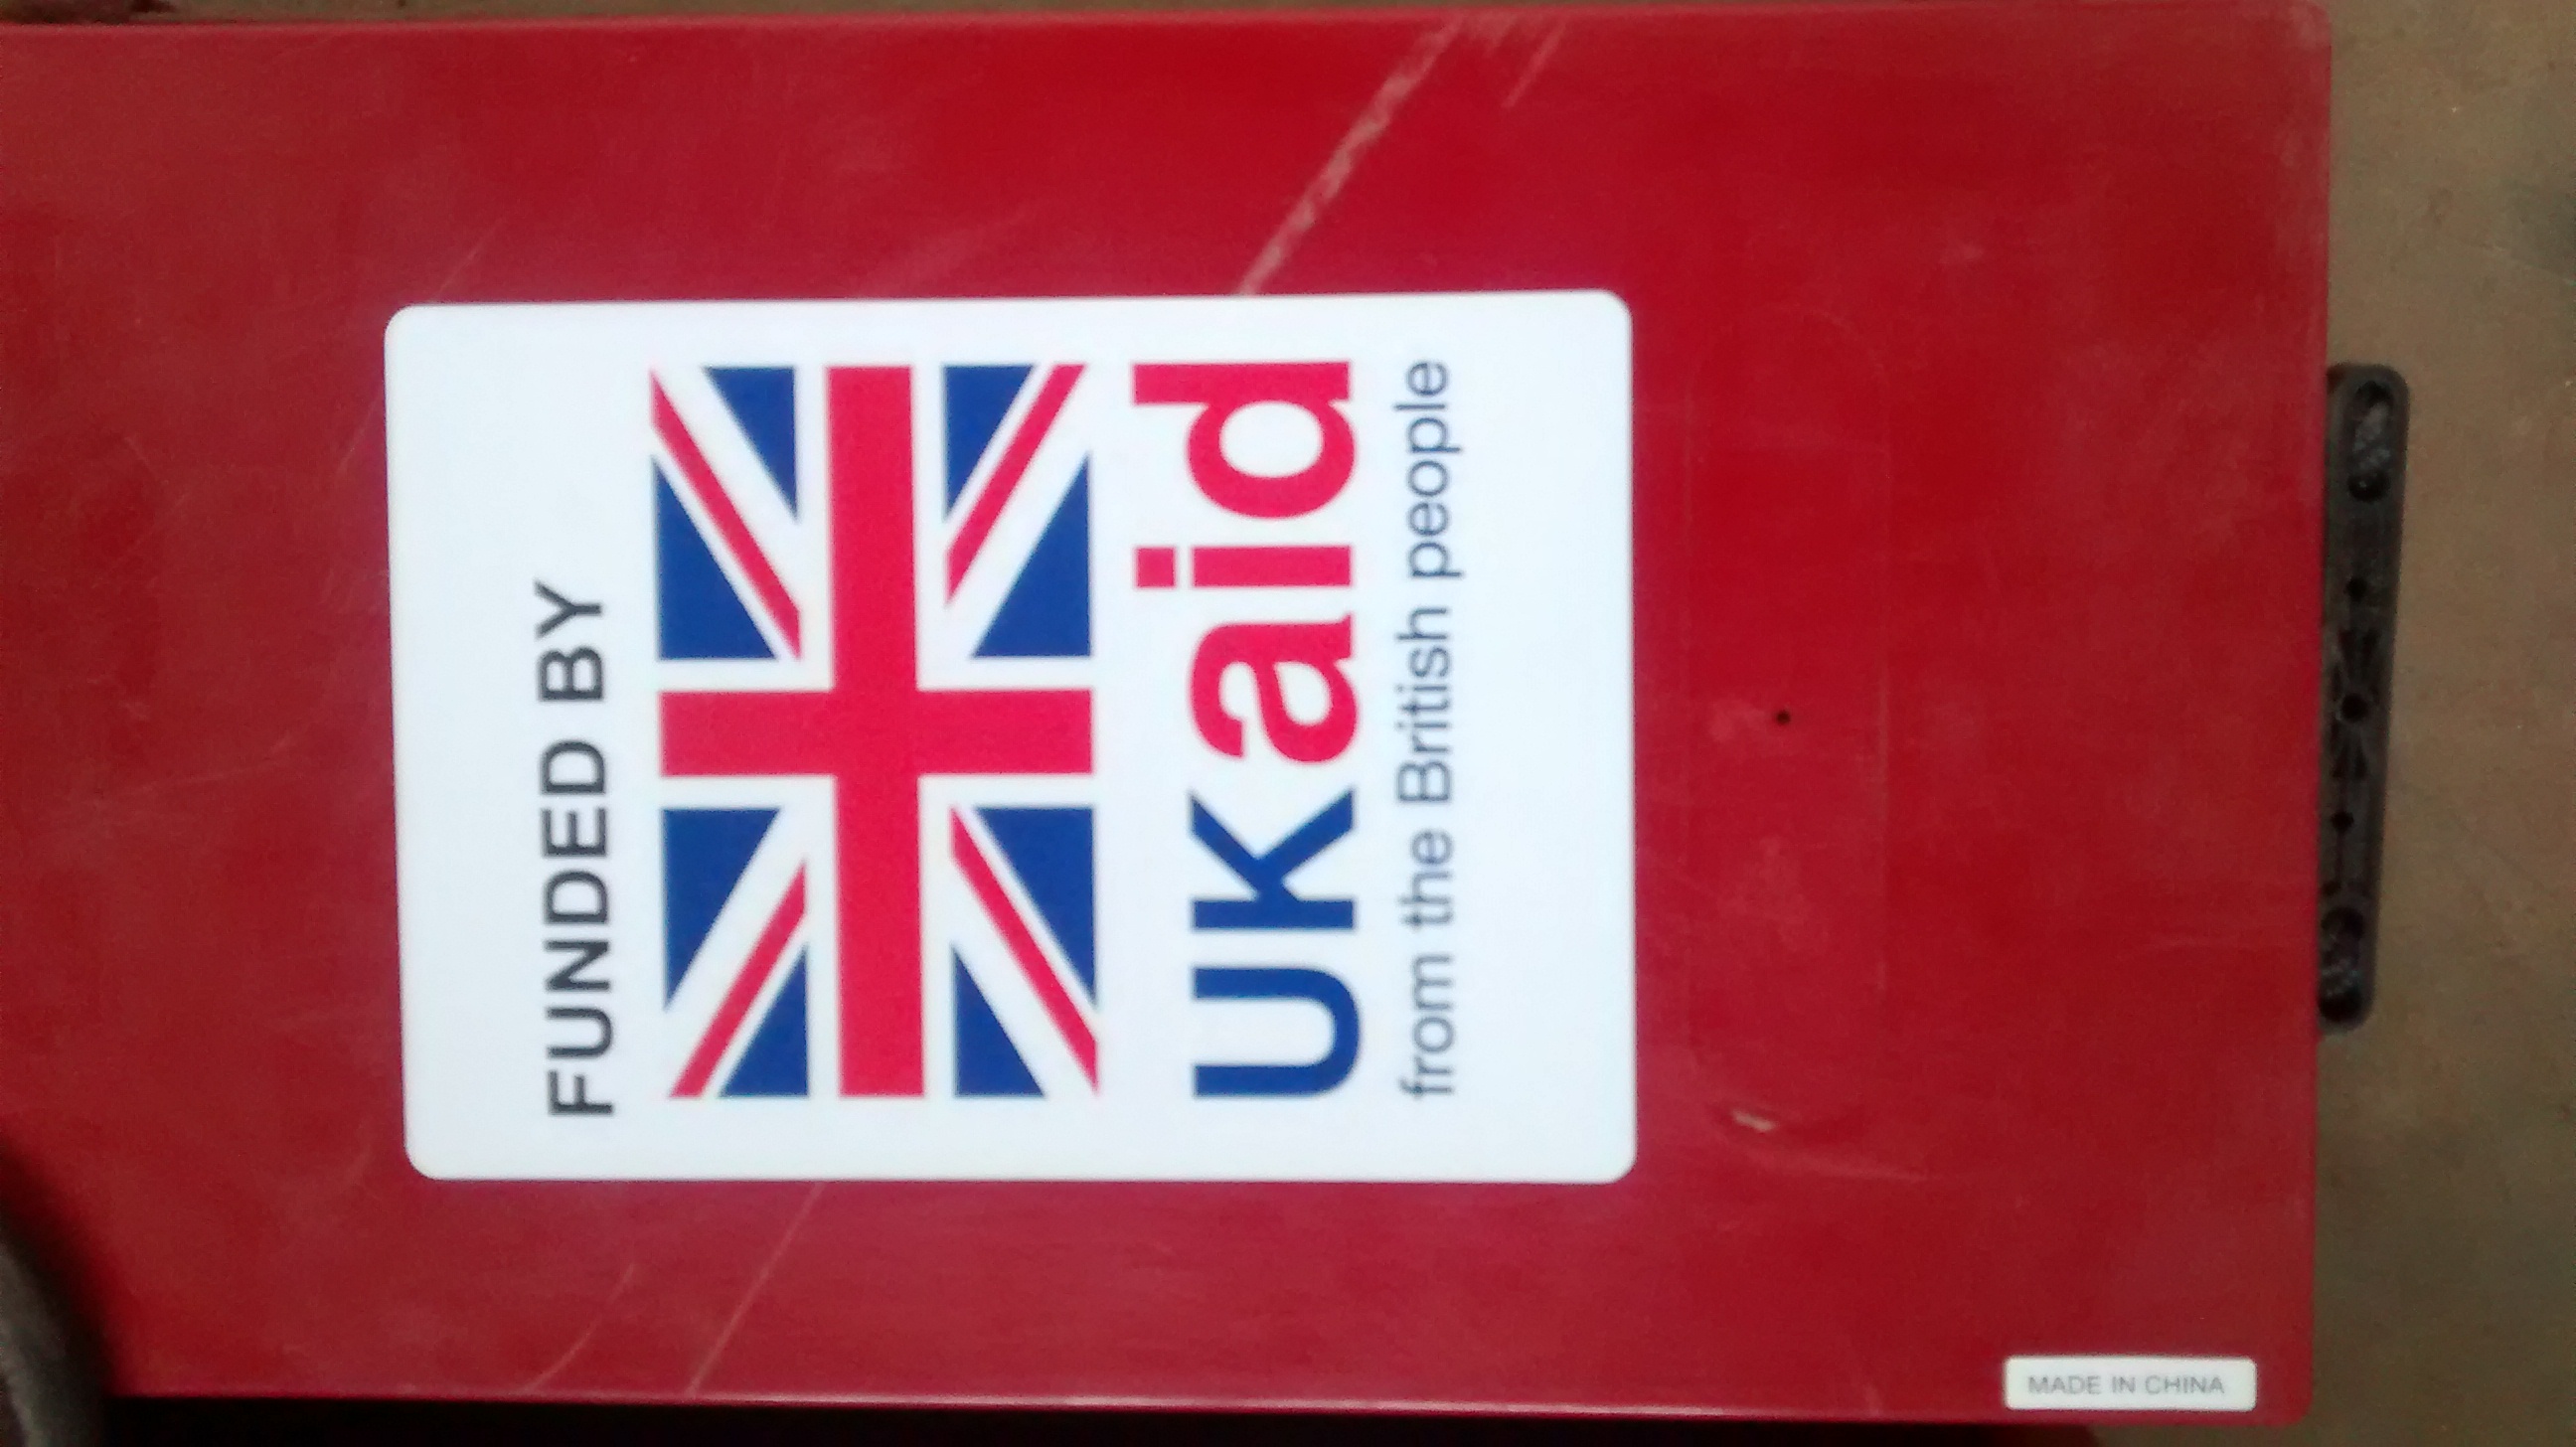 FUNDED BY
UKaid
from the British people
MADE IN CHINA